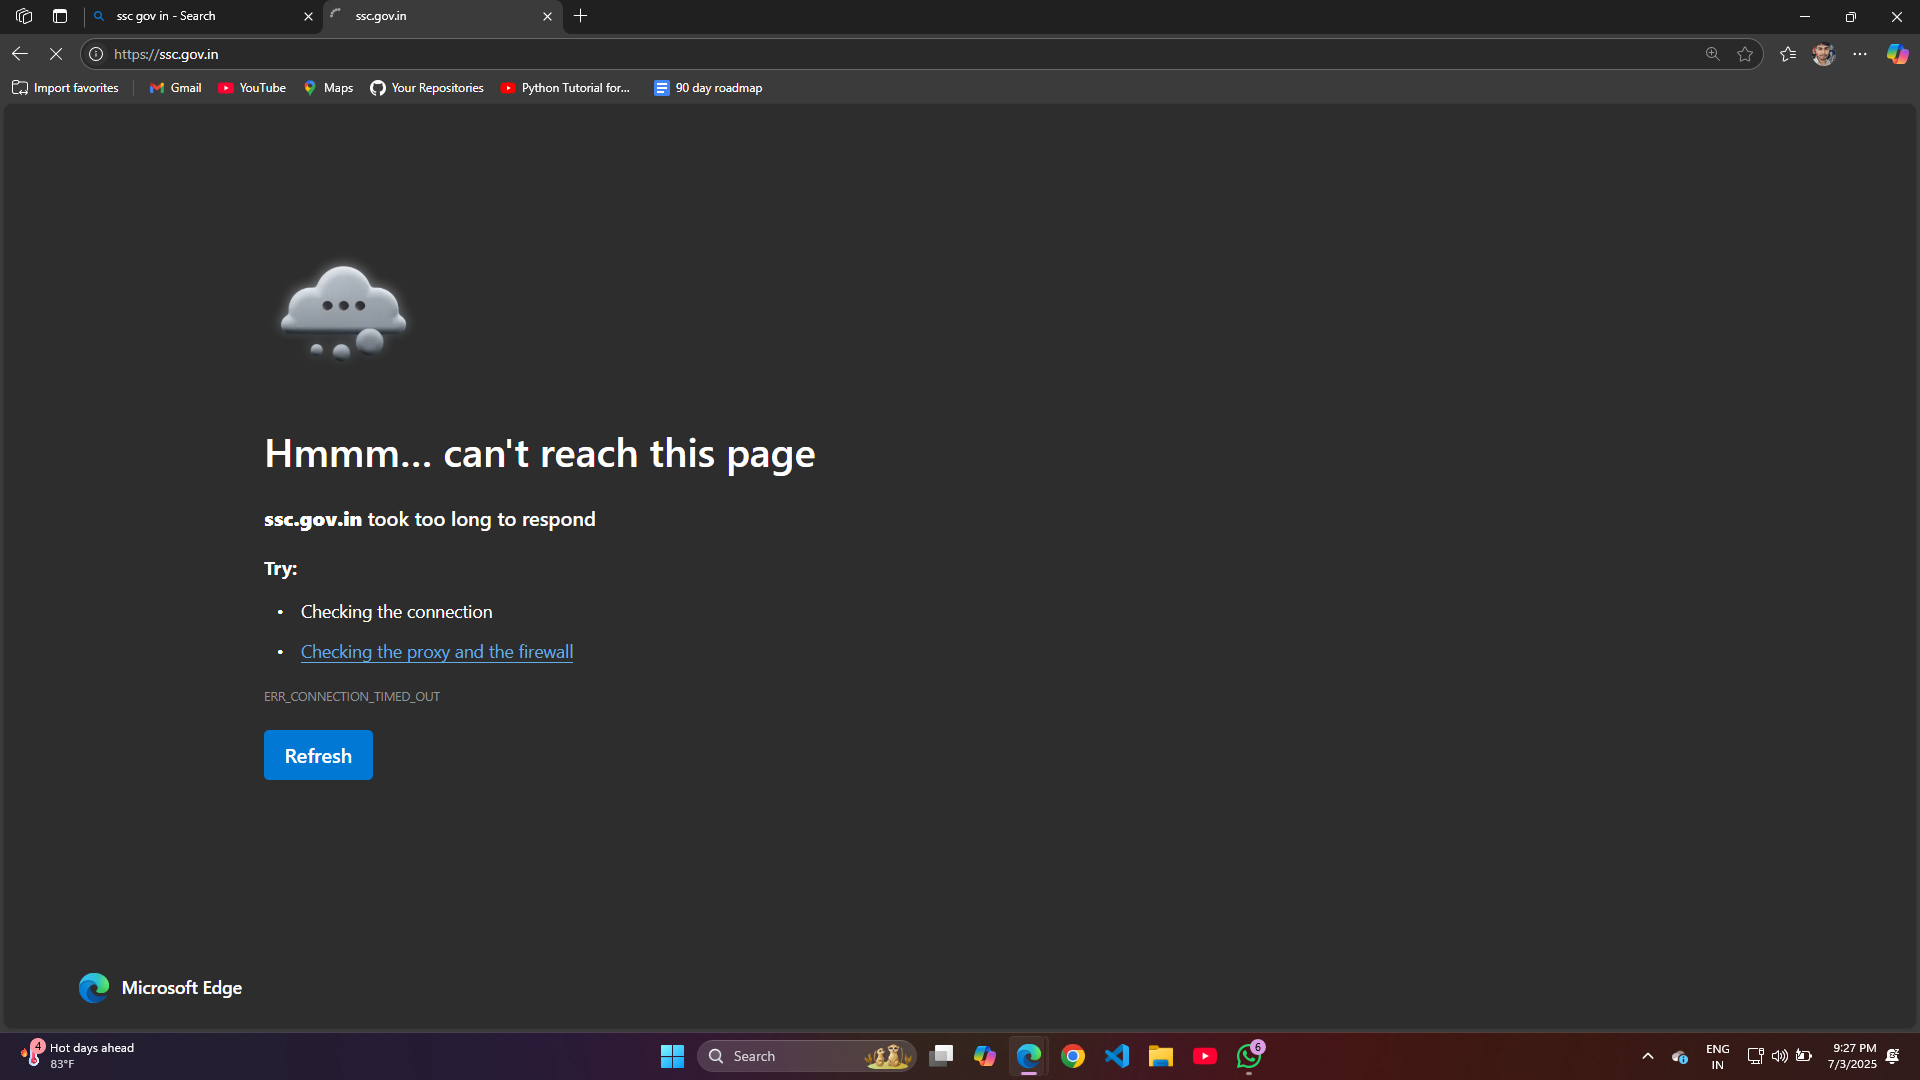 ssc gov in - Search
ssc.gov.in
https://ssc.gov.in
Import favorites
Gmail
YouTube
Maps
Your Repositories
Python Tutorial for...
90 day roadmap
Hmmm... can't reach this page
ssc.gov.in took too long to respond
Try:
• Checking the connection
• Checking the proxy and the firewall
ERR_CONNECTION_TIMED_OUT
Refresh
Microsoft Edge
4
Hot days ahead
83°F
Search
6
ENG
IN
9:27 PM
7/3/2025